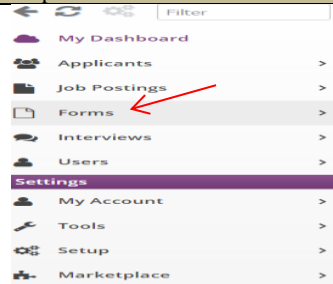 Filter
My Dashboard
Applicants >
Job Postings >
Forms >
Interviews >
Users >
Settings
My Account >
Tools >
Setup >
Marketplace >